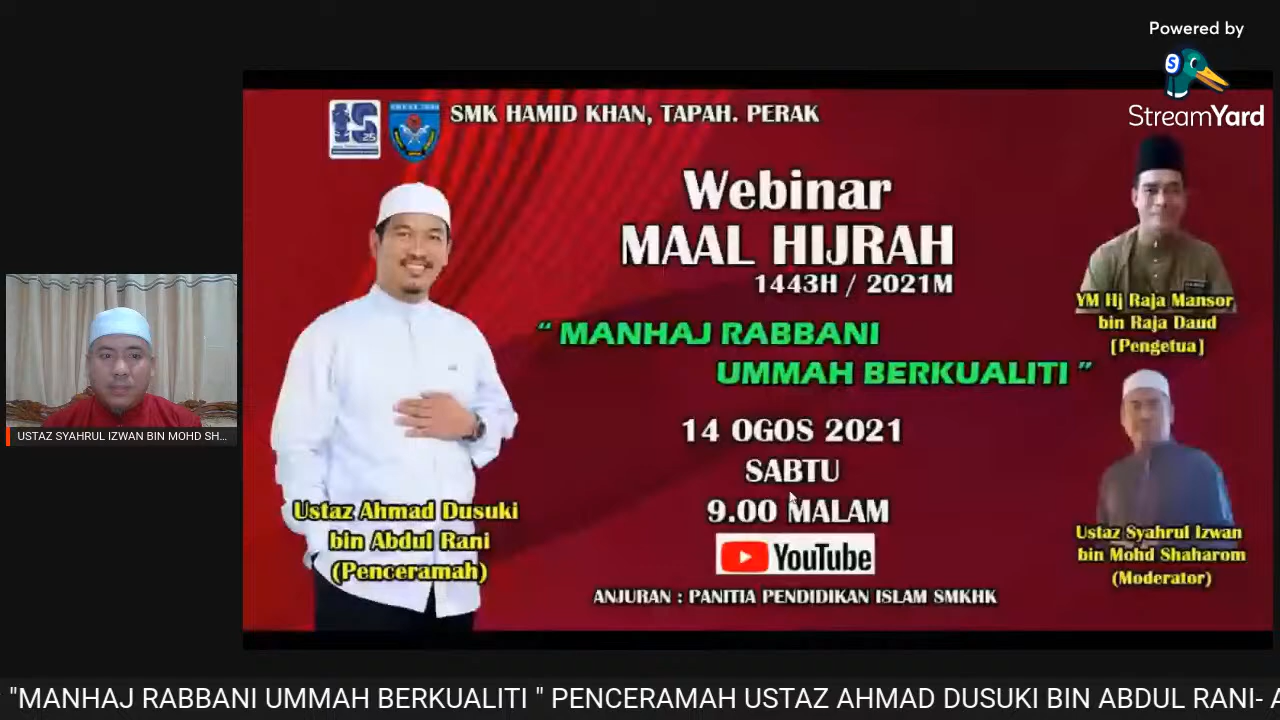 Powered by
StreamYard
SMK HAMID KHAN, TAPAH. PERAK
Webinar
MAAL HIJRAH
1443H / 2021M
“ MANHAJ RABBANI
UMMAH BERKUALITI ”
14 OGOS 2021
SABTU
9.00 MALAM
YouTube
ANJURAN : PANITIA PENDIDIKAN ISLAM SMKHK
Ustaz Ahmad Dusuki
bin Abdul Rani
(Penceramah)
YM Hj Raja Mansor
bin Raja Daud
[Pengetua]
Ustaz Syahrul Izwan
bin Mohd Shaharom
(Moderator)
USTAZ SYAHRUL IZWAN BIN MOHD SH...
"MANHAJ RABBANI UMMAH BERKUALITI " PENCERAMAH USTAZ AHMAD DUSUKI BIN ABDUL RANI- A